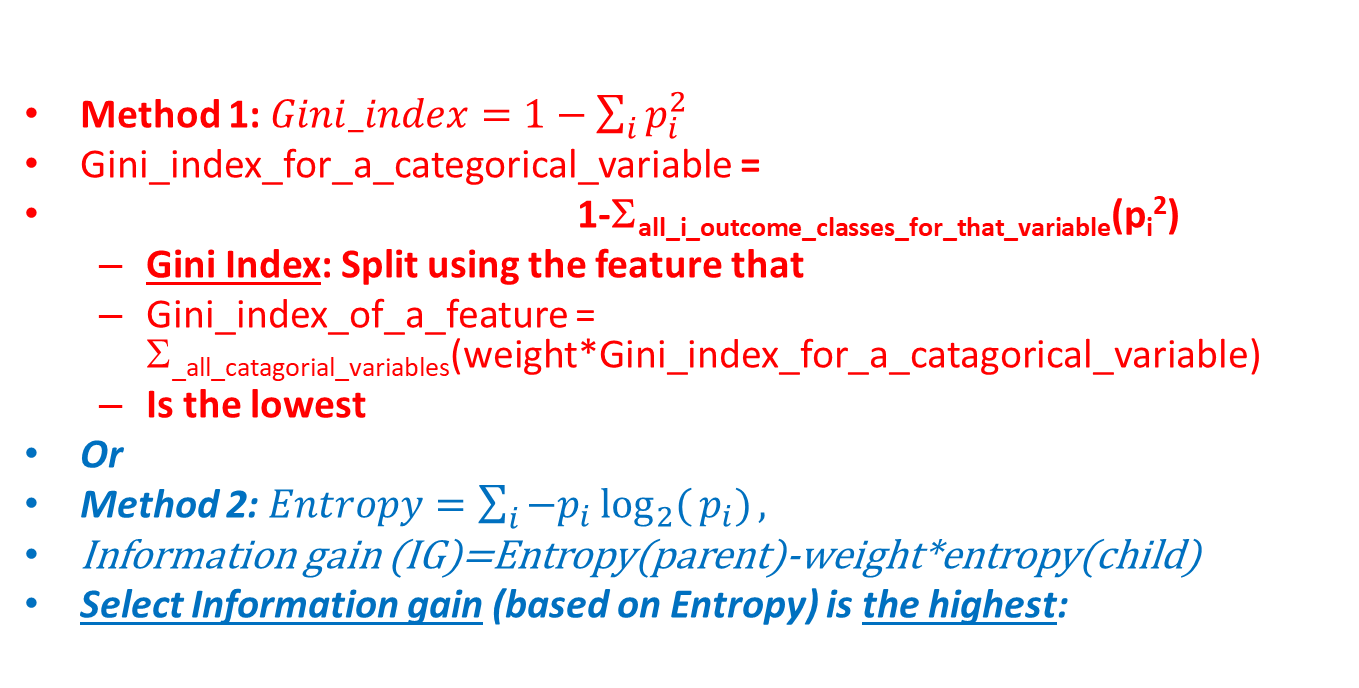 • Method 1: Gini_index = 1 − ∑ᵢ pᵢ²
• Gini_index_for_a_categorical_variable =
• 1-Σall_i_outcome_classes_for_that_variable(pᵢ²)
– Gini Index: Split using the feature that
– Gini_index_of_a_feature =
Σ_all_catagorial_variables(weight*Gini_index_for_a_catagorical_variable)
– Is the lowest
• Or
• Method 2: Entropy = ∑ᵢ −pᵢ log₂( pᵢ) ,
• Information gain (IG)=Entropy(parent)-weight*entropy(child)
• Select Information gain (based on Entropy) is the highest: